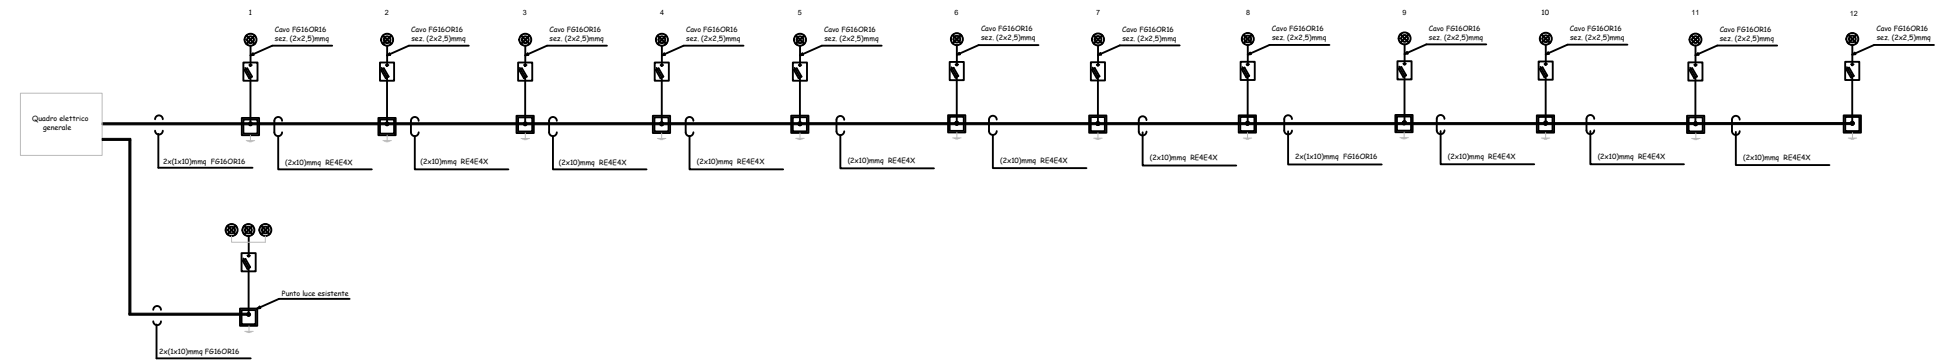 1 2 3 4 5 6 7 8 9 10 11 12
Cavo FG16OR16
sez. (2x2,5)mmq
Cavo FG16OR16
sez. (2x2,5)mmq
Cavo FG16OR16
sez. (2x2,5)mmq
Cavo FG16OR16
sez. (2x2,5)mmq
Cavo FG16OR16
sez. (2x2,5)mmq
Cavo FG16OR16
sez. (2x2,5)mmq
Cavo FG16OR16
sez. (2x2,5)mmq
Cavo FG16OR16
sez. (2x2,5)mmq
Cavo FG16OR16
sez. (2x2,5)mmq
Cavo FG16OR16
sez. (2x2,5)mmq
Cavo FG16OR16
sez. (2x2,5)mmq
Cavo FG16OR16
sez. (2x2,5)mmq
Quadro elettrico
generale
2x(1x10)mmq FG16OR16
(2x10)mmq RE4E4X
(2x10)mmq RE4E4X
(2x10)mmq RE4E4X
(2x10)mmq RE4E4X
(2x10)mmq RE4E4X
(2x10)mmq RE4E4X
(2x10)mmq RE4E4X
2x(1x10)mmq FG16OR16
(2x10)mmq RE4E4X
(2x10)mmq RE4E4X
(2x10)mmq RE4E4X
Punto luce esistente
2x(1x10)mmq FG16OR16